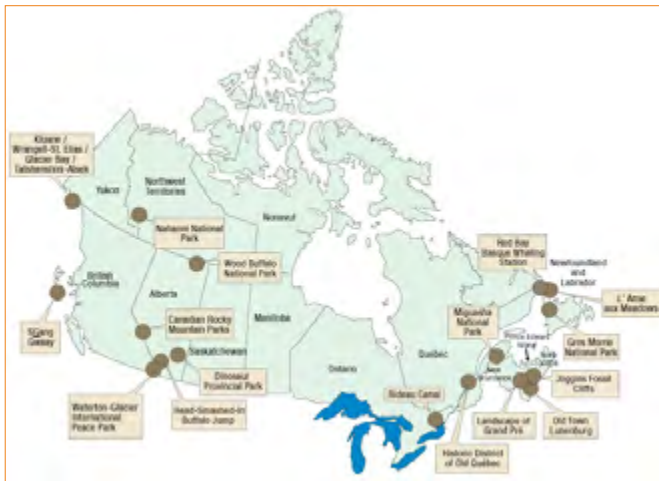 Kluane /
Wrangell-St. Elias /
Glacier Bay /
Tatshenshini-Alsek
Yukon
Northwest
Territories
Nunavut
Nahanni National
Park
Wood Buffalo
National Park
British
Columbia
Alberta
SGang
Gwaay
Canadian Rocky
Mountain Parks
Saskatchewan
Manitoba
Dinosaur
Provincial Park
Waterton-Glacier
International
Peace Park
Head-Smashed-In
Buffalo Jump
Ontario
Québec
Rideau Canal
Historic District
of Old Québec
Landscape of
Grand Pré
Old Town
Lunenburg
Joggins Fossil
Cliffs
Gros Morne
National Park
L' Anse
aux Meadows
Newfoundland
and
Labrador
Red Bay
Basque Whaling
Station
Miguasha
National
Park
Prince Edward
Island
New
Brunswick
Nova
Scotia